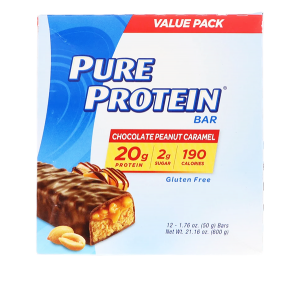 VALUE PACK
PURE
PROTEIN®
BAR
CHOCOLATE PEANUT CARAMEL
20g PROTEIN 2g SUGAR 190 CALORIES
Gluten Free
12 - 1.76 oz. (50 g) Bars
Net Wt. 21.16 oz. (600 g)